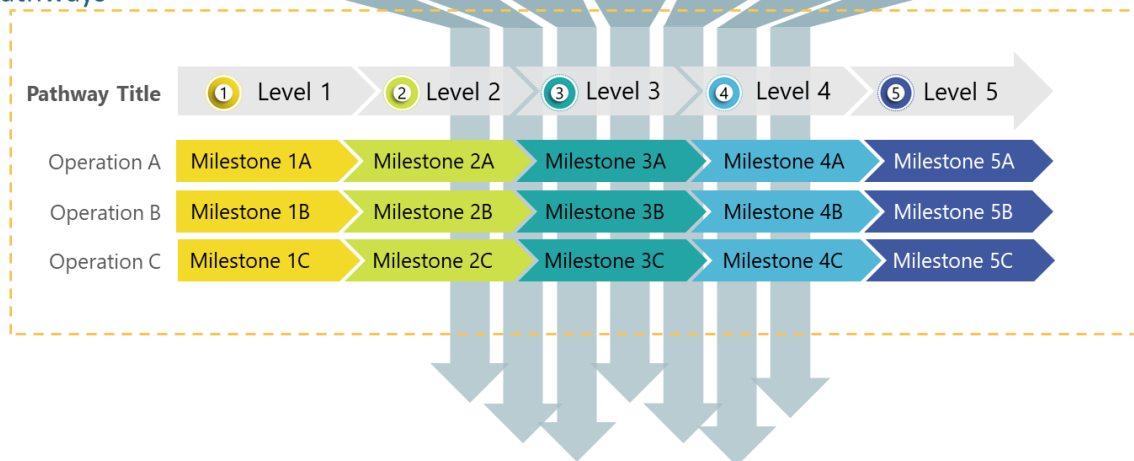 Pathway Title 1 Level 1 2 Level 2 3 Level 3 4 Level 4 5 Level 5
Operation A Milestone 1A Milestone 2A Milestone 3A Milestone 4A Milestone 5A
Operation B Milestone 1B Milestone 2B Milestone 3B Milestone 4B Milestone 5B
Operation C Milestone 1C Milestone 2C Milestone 3C Milestone 4C Milestone 5C